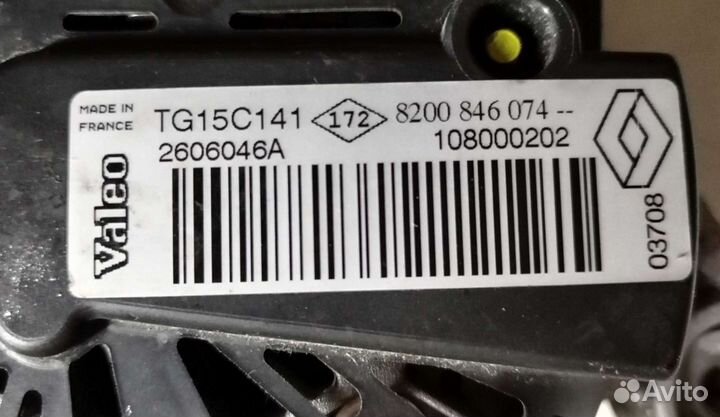 MADE IN
FRANCE
TG15C141 172 8200 846 074 --
2606046A 108000202
Valeo
03708
Avito